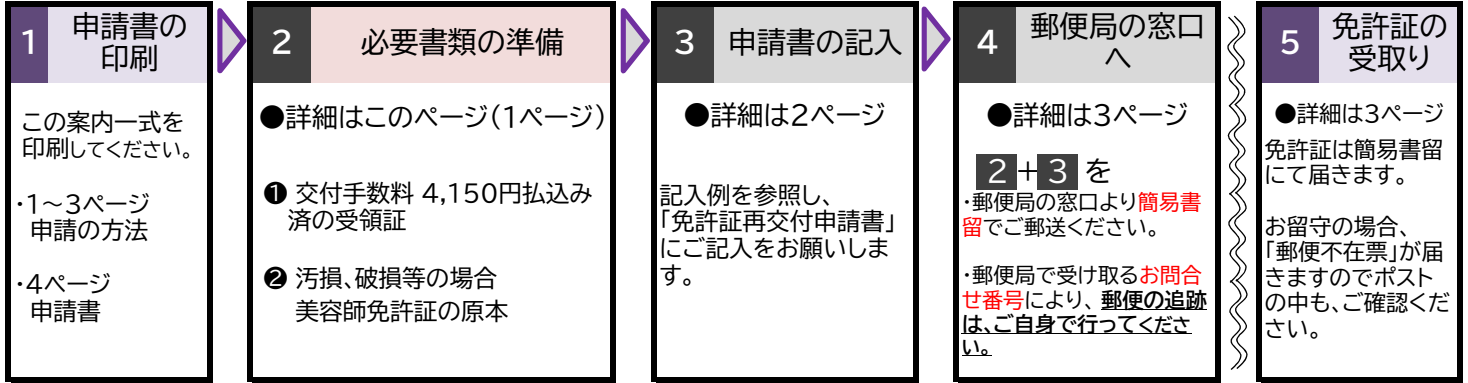 1
申請書の
印刷
この案内一式を
印刷してください。
・1～3ページ
申請の方法
・4ページ
申請書
2
必要書類の準備
●詳細はこのページ(1ページ)
❶ 交付手数料 4,150円払込み
済の受領証
❷ 汚損、破損等の場合
美容師免許証の原本
3
申請書の記入
●詳細は2ページ
記入例を参照し、
「免許証再交付申請書」
にご記入をお願いしま
す。
4
郵便局の窓口
へ
●詳細は3ページ
2+3を
・郵便局の窓口より簡易書
留でご郵送ください。
・郵便局で受け取るお問合
せ番号により、郵便の追跡
は、ご自身で行ってくださ
い。
5
免許証の
受取り
●詳細は3ページ
免許証は簡易書留
にて届きます。
お留守の場合、
「郵便不在票」が届
きますのでポスト
の中も、ご確認くだ
さい。